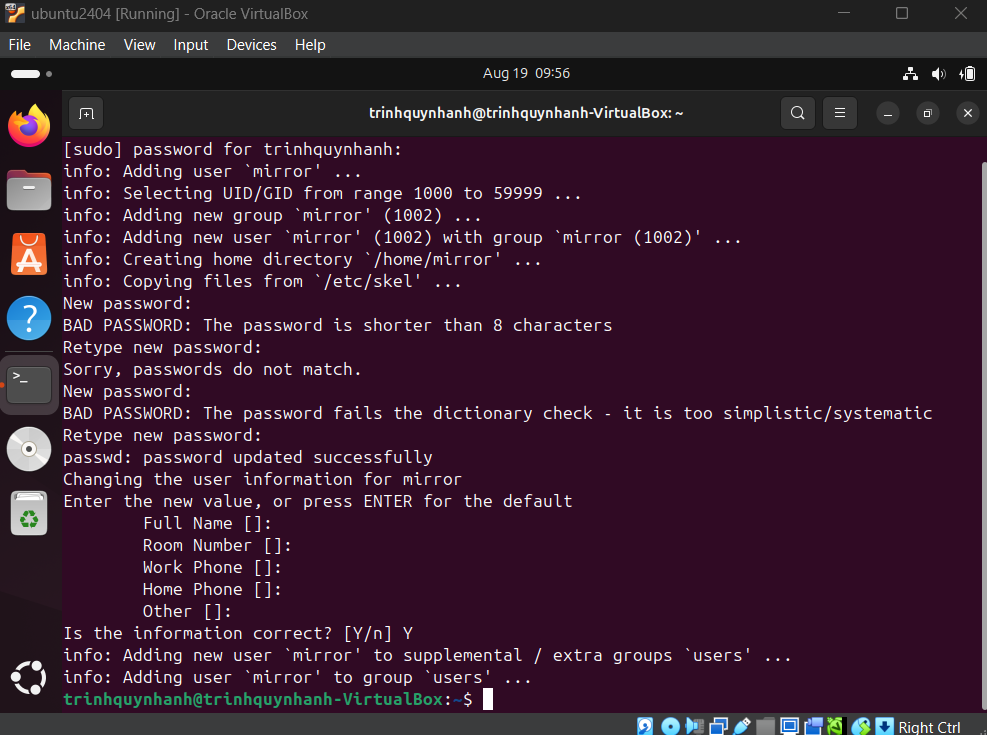 ubuntu2404 [Running] - Oracle VirtualBox
File Machine View Input Devices Help
Aug 19 09:56
trinhquynhanh@trinhquynhanh-VirtualBox: ~
[sudo] password for trinhquynhanh:
info: Adding user `mirror' ...
info: Selecting UID/GID from range 1000 to 59999 ...
info: Adding new group `mirror' (1002) ...
info: Adding new user `mirror' (1002) with group `mirror (1002)' ...
info: Creating home directory `/home/mirror' ...
info: Copying files from `/etc/skel' ...
New password:
BAD PASSWORD: The password is shorter than 8 characters
Retype new password:
Sorry, passwords do not match.
New password:
BAD PASSWORD: The password fails the dictionary check - it is too simplistic/systematic
Retype new password:
passwd: password updated successfully
Changing the user information for mirror
Enter the new value, or press ENTER for the default
Full Name []:
Room Number []:
Work Phone []:
Home Phone []:
Other []:
Is the information correct? [Y/n] Y
info: Adding new user `mirror' to supplemental / extra groups `users' ...
info: Adding user `mirror' to group `users' ...
trinhquynhanh@trinhquynhanh-VirtualBox:~$
Right Ctrl